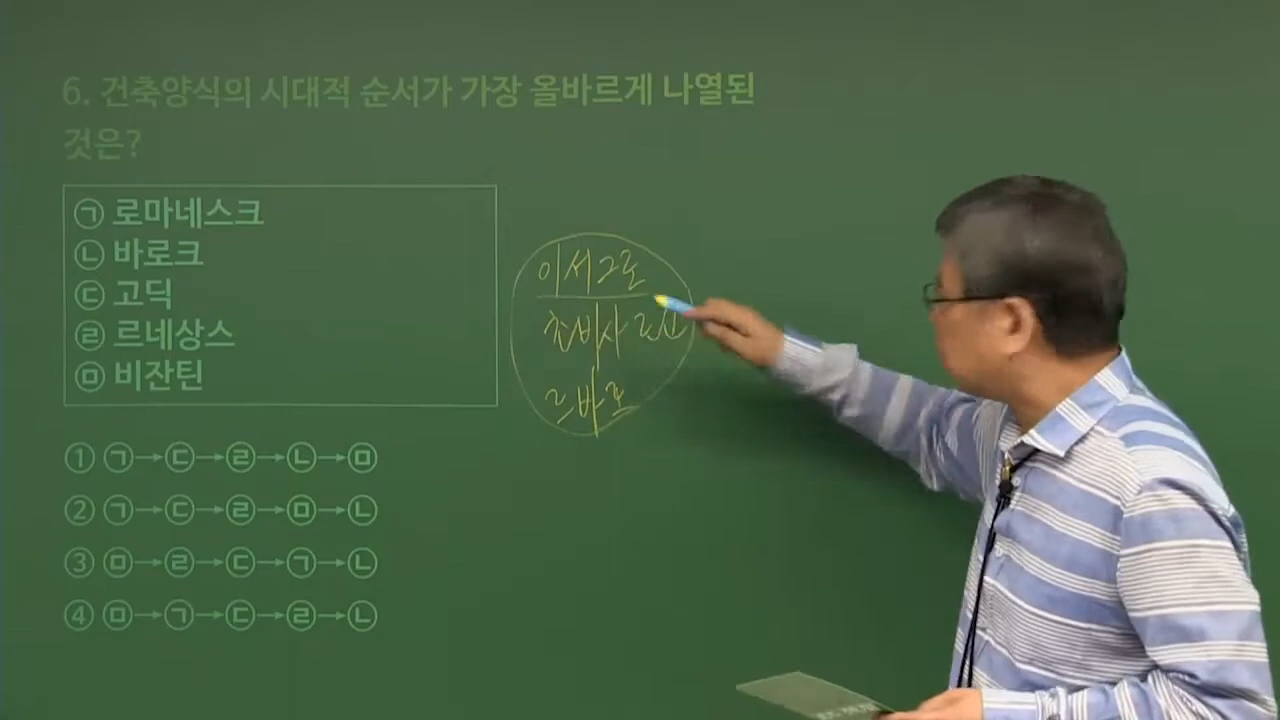 6. 건축양식의 시대적 순서가 가장 올바르게 나열된
것은?
㉠ 로마네스크
㉡ 바로크
㉢ 고딕
㉣ 르네상스
㉤ 비잔틴
이서그로
초비사로고
르바로
① ㉠→㉢→㉣→㉡→㉤
② ㉠→㉢→㉣→㉤→㉡
③ ㉤→㉣→㉢→㉠→㉡
④ ㉤→㉠→㉢→㉣→㉡